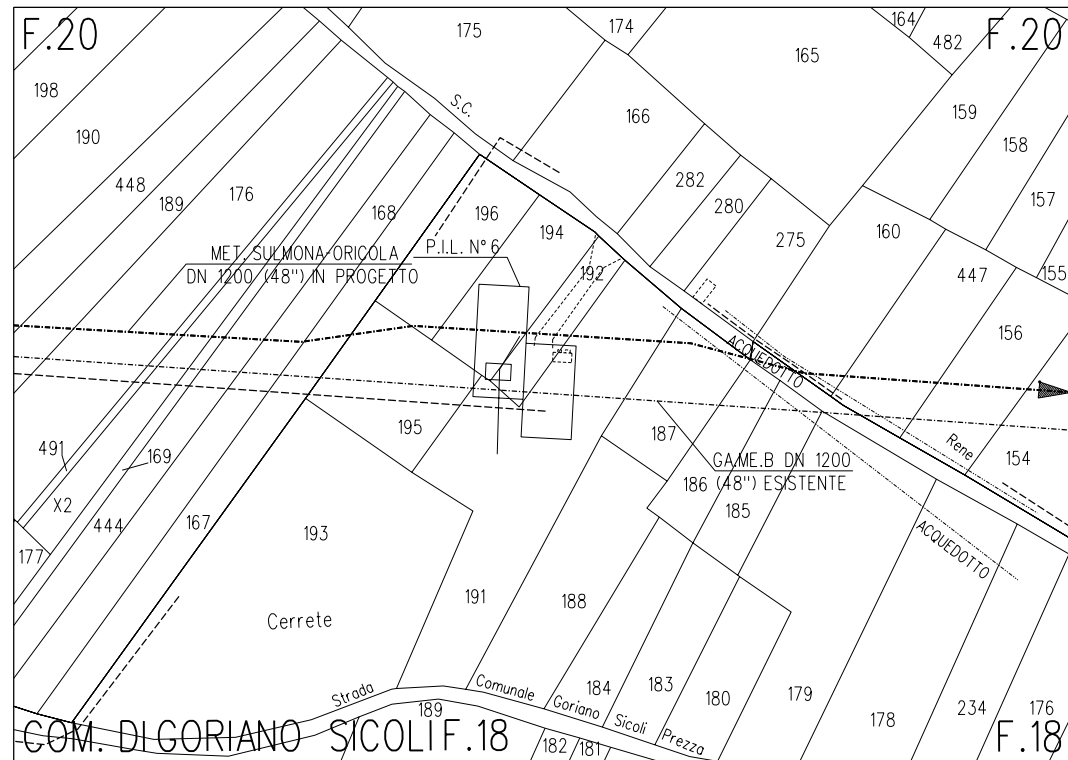 F.20
175
174
165
164
482
F.20
198
190
S.C.
166
159
158
448
189
176
168
196
194
192
282
280
275
160
157
447
155
156
MET. SULMONA-ORICOLA
DN 1200 (48") IN PROGETTO
P.I.L. N°6
ACQUEDOTTO
195
187
GA.ME.B DN 1200
(48") ESISTENTE
186
185
Rene
154
491
169
X2
444
167
177
193
Cerrete
191
188
ACQUEDOTTO
184
183
180
179
178
234
176
Strada
Comunale
Goriano
Sicoli
Prezza
189
182
181
COM. DI GORIANO SICOLI F.18
F.18